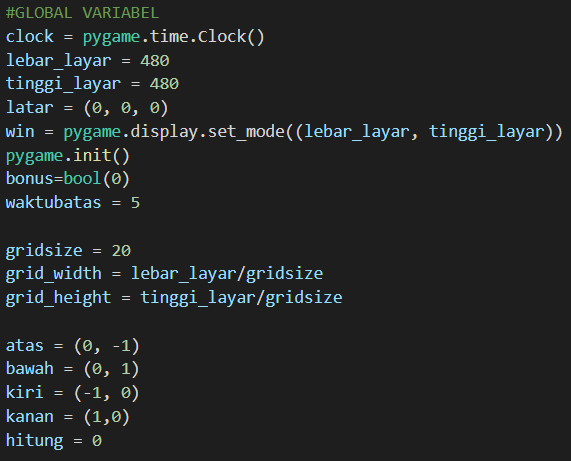 #GLOBAL VARIABEL
clock = pygame.time.Clock()
lebar_layar = 480
tinggi_layar = 480
latar = (0, 0, 0)
win = pygame.display.set_mode((lebar_layar, tinggi_layar))
pygame.init()
bonus=bool(0)
waktubatas = 5
gridsize = 20
grid_width = lebar_layar/gridsize
grid_height = tinggi_layar/gridsize
atas = (0, -1)
bawah = (0, 1)
kiri = (-1, 0)
kanan = (1,0)
hitung = 0